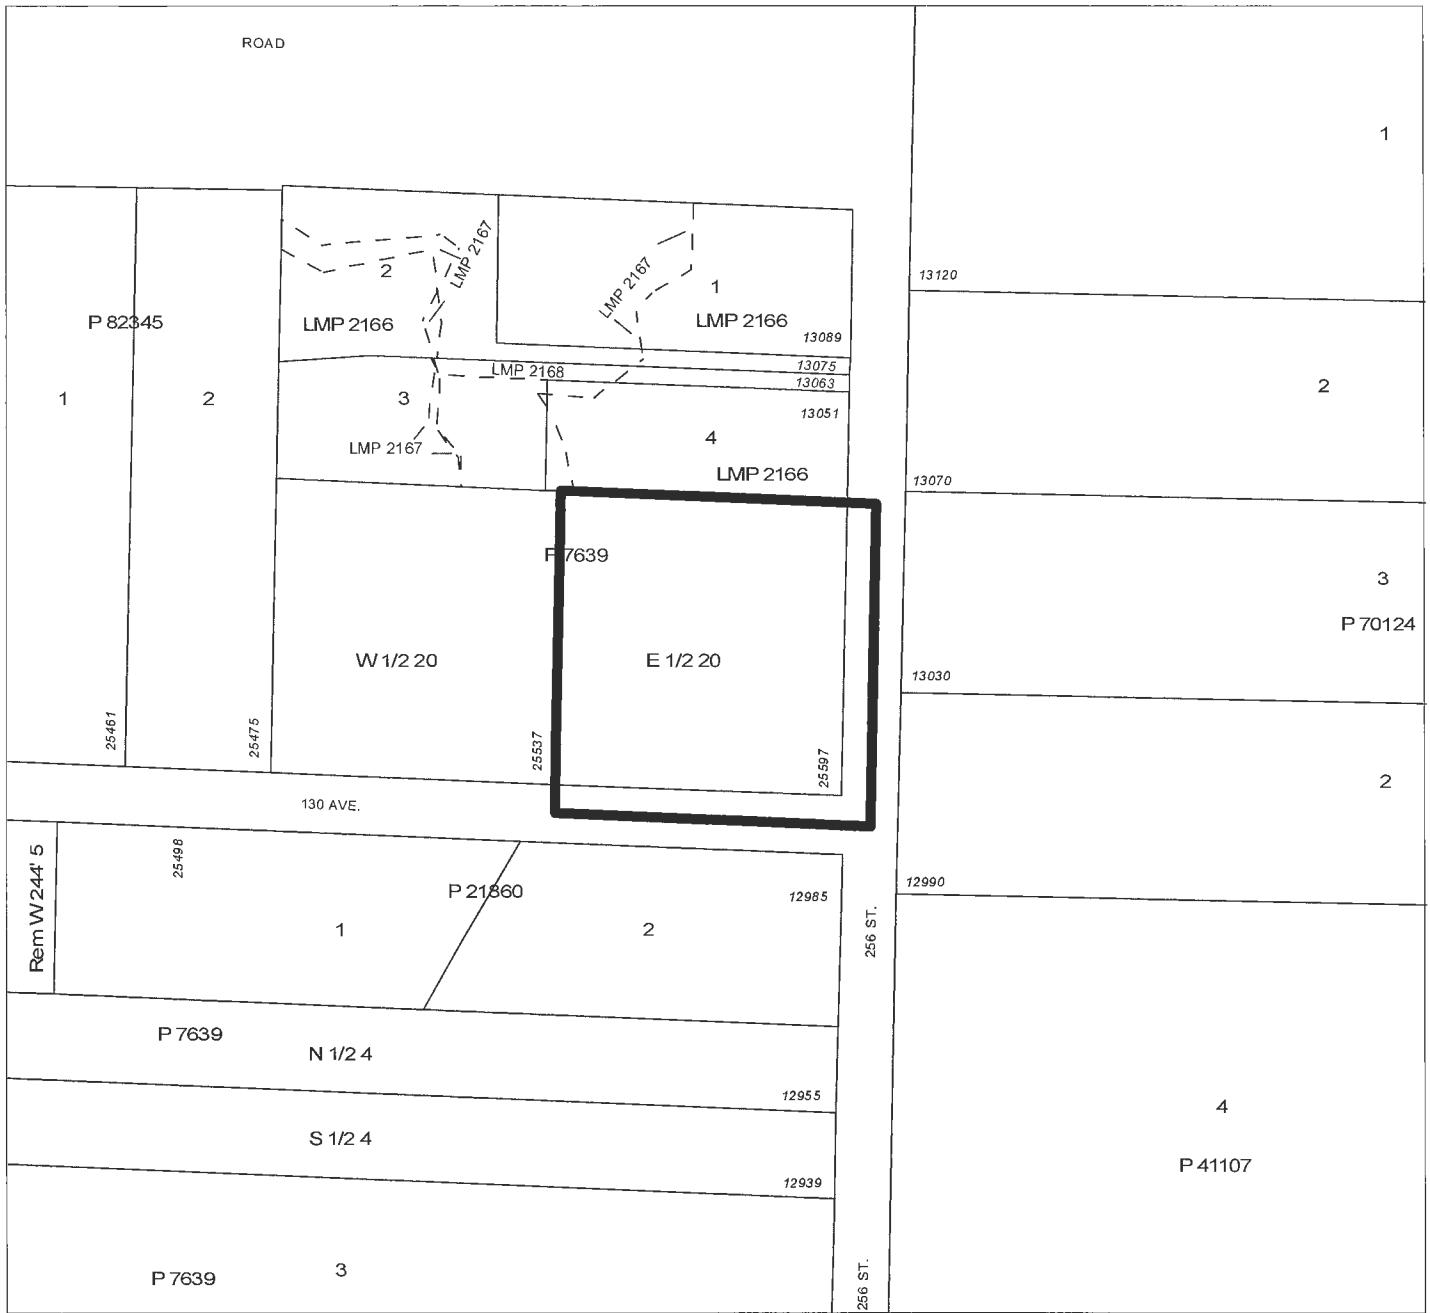 ROAD
1
LMP 2167
LMP 2167
2
1
13120
P 82345
LMP 2166
LMP 2166
13089
13075
LMP 2168
13063
2
1
2
3
13051
4
LMP 2167
LMP 2166
13070
P 7639
3
P 70124
W 1/2 20
E 1/2 20
13030
25461
25475
25537
25597
2
130 AVE.
25498
Rem W 244' 5
P 21860
12985
12990
1
2
256 ST.
P 7639
N 1/2 4
12955
4
S 1/2 4
P 41107
12939
3
P 7639
256 ST.